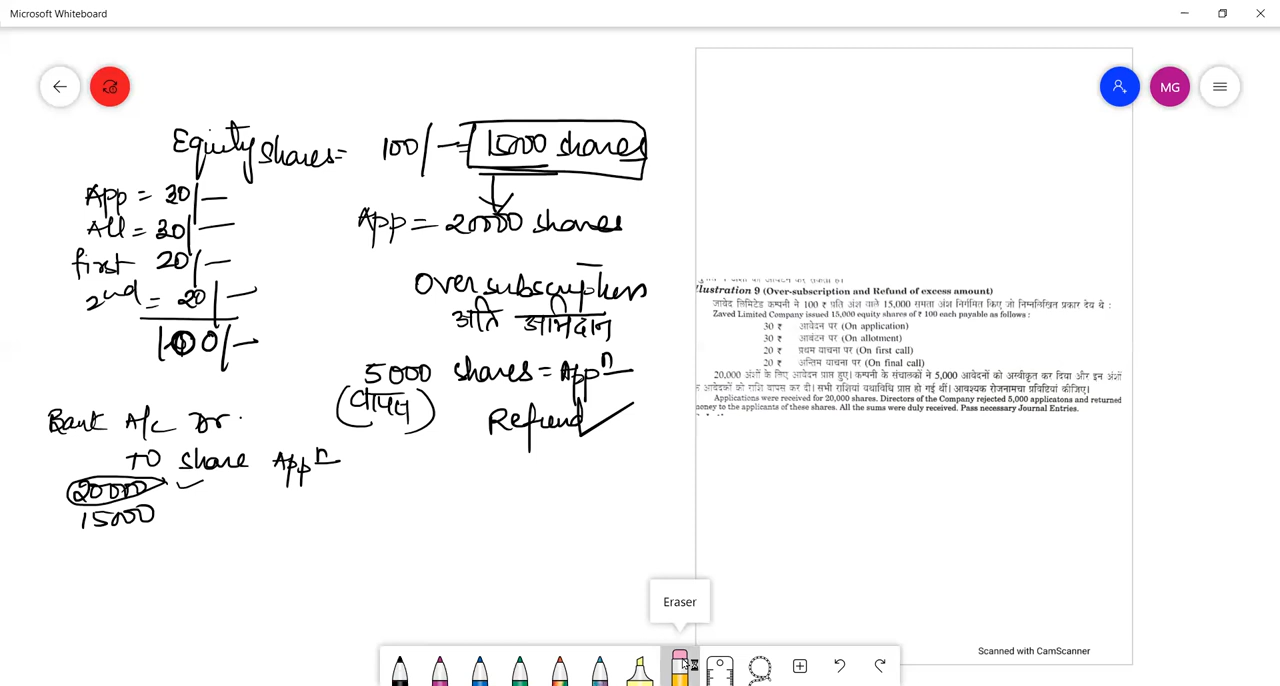 Microsoft Whiteboard
MG
Equity Shares = 100/- = 15000 shares
App = 30/-
All = 30/-
first 20/-
2nd = 20/-
100/-
App = 20000 shares
Over subscription
अति अभिदान
5000 shares = Appn
(वापस)
Refund
Bank A/c Dr.
To share Appn
20000
15000
llustration 9 (Over-subscription and Refund of excess amount)
जावेद लिमिटेड कम्पनी ने 100 ₹ प्रति अंश वाले 15,000 समता अंश निर्गमित किए जो निम्नलिखित प्रकार देय थे :
Zaved Limited Company issued 15,000 equity shares of ₹ 100 each payable as follows :
30 ₹ आवेदन पर (On application)
30 ₹ आबंटन पर (On allotment)
20 ₹ प्रथम याचना पर (On first call)
20 ₹ अन्तिम याचना पर (On final call)
20,000 अंशों के लिए आवेदन प्राप्त हुए। कम्पनी के संचालकों ने 5,000 आवेदनों को अस्वीकृत कर दिया और इन अंशों
के आवेदकों को राशि वापस कर दी। सभी राशियां यथाविधि प्राप्त हो गई थीं। आवश्यक रोजनामचा प्रविष्टियां कीजिए।
Applications were received for 20,000 shares. Directors of the Company rejected 5,000 applicatons and returned
money to the applicants of these shares. All the sums were duly received. Pass necessary Journal Entries.
Eraser
Scanned with CamScanner